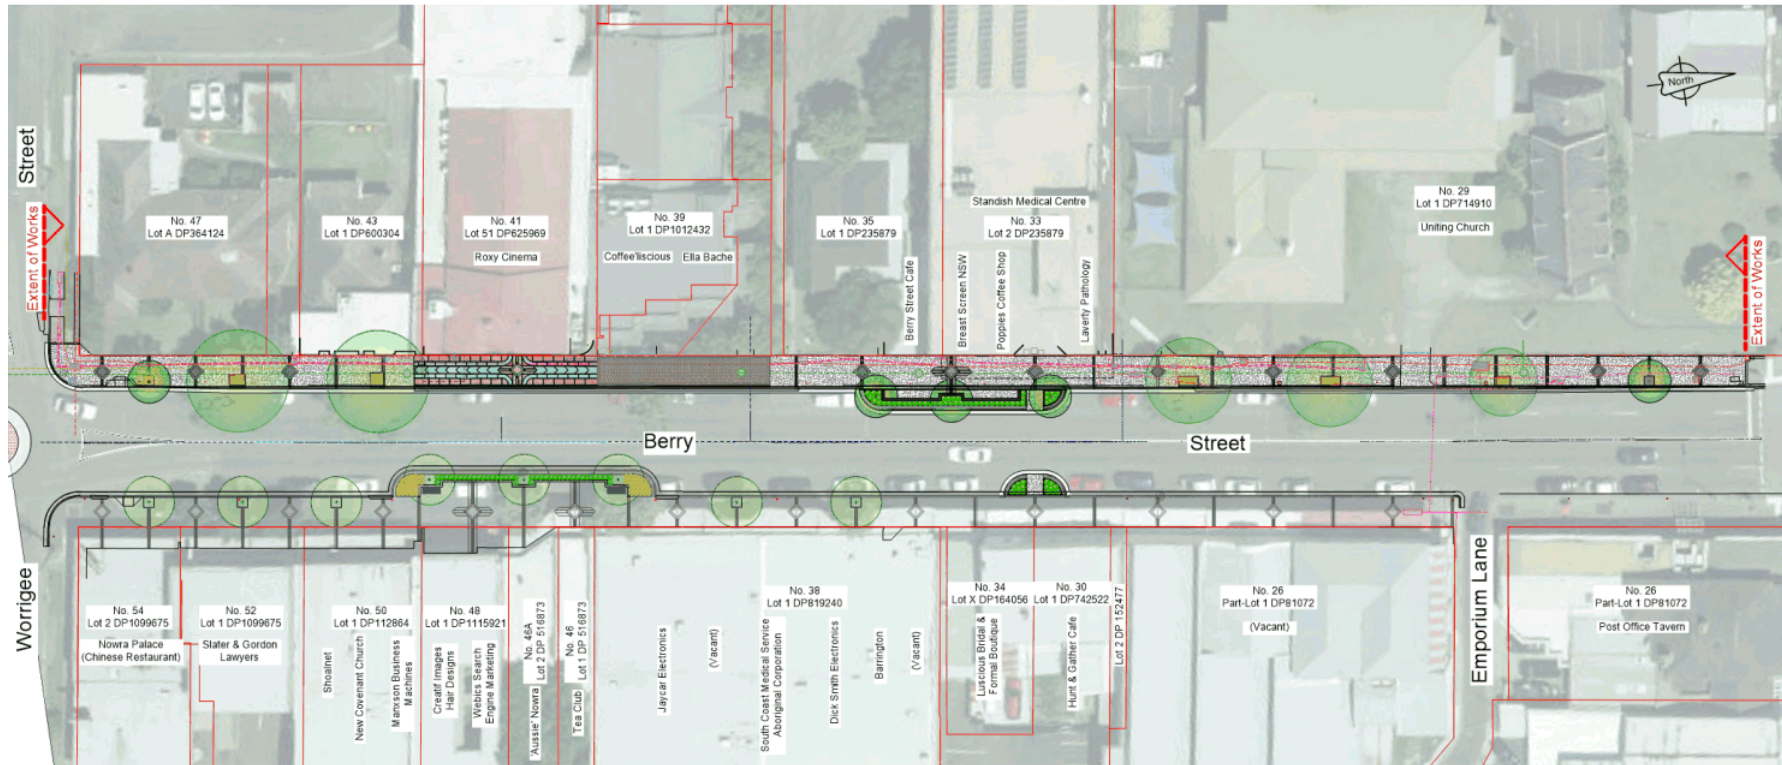 North
Street
Extent of Works
No. 47
Lot A DP364124
No. 43
Lot 1 DP600304
No. 41
Lot 51 DP625969
Roxy Cinema
No. 39
Lot 1 DP1012432
Coffee'liscious
Ella Bache
No. 35
Lot 1 DP235879
Berry Street Cafe
Standish Medical Centre
No. 33
Lot 2 DP235879
Breast Screen NSW
Poppies Coffee Shop
Laverty Pathology
No. 29
Lot 1 DP714910
Uniting Church
Extent of Works
Berry
Street
Worrigee
No. 54
Lot 2 DP1099675
Nowra Palace
(Chinese Restaurant)
No. 52
Lot 1 DP1099675
Slater & Gordon
Lawyers
No. 50
Lot 1 DP112864
Shoalnet
New Covenant Church
Manxson Business
Machines
No. 48
Lot 1 DP1115921
Creatif Images
Hair Designs
Webics Search
Engine Marketing
No. 46A
Lot 2 DP 516873
'Aussie' Nowra
No. 46
Lot 1 DP 516873
Tea Club
No. 38
Lot 1 DP819240
Jaycar Electronics
(Vacant)
South Coast Medical Service
Aboriginal Corporation
Dick Smith Electronics
Barrington
(Vacant)
No. 34
Lot X DP164056
Luscious Bridal &
Formal Boutique
No. 30
Lot 1 DP742522
Hunt & Gather Cafe
Lot 2 DP 152477
No. 26
Part-Lot 1 DP81072
(Vacant)
Emporium Lane
No. 26
Part-Lot 1 DP81072
Post Office Tavern